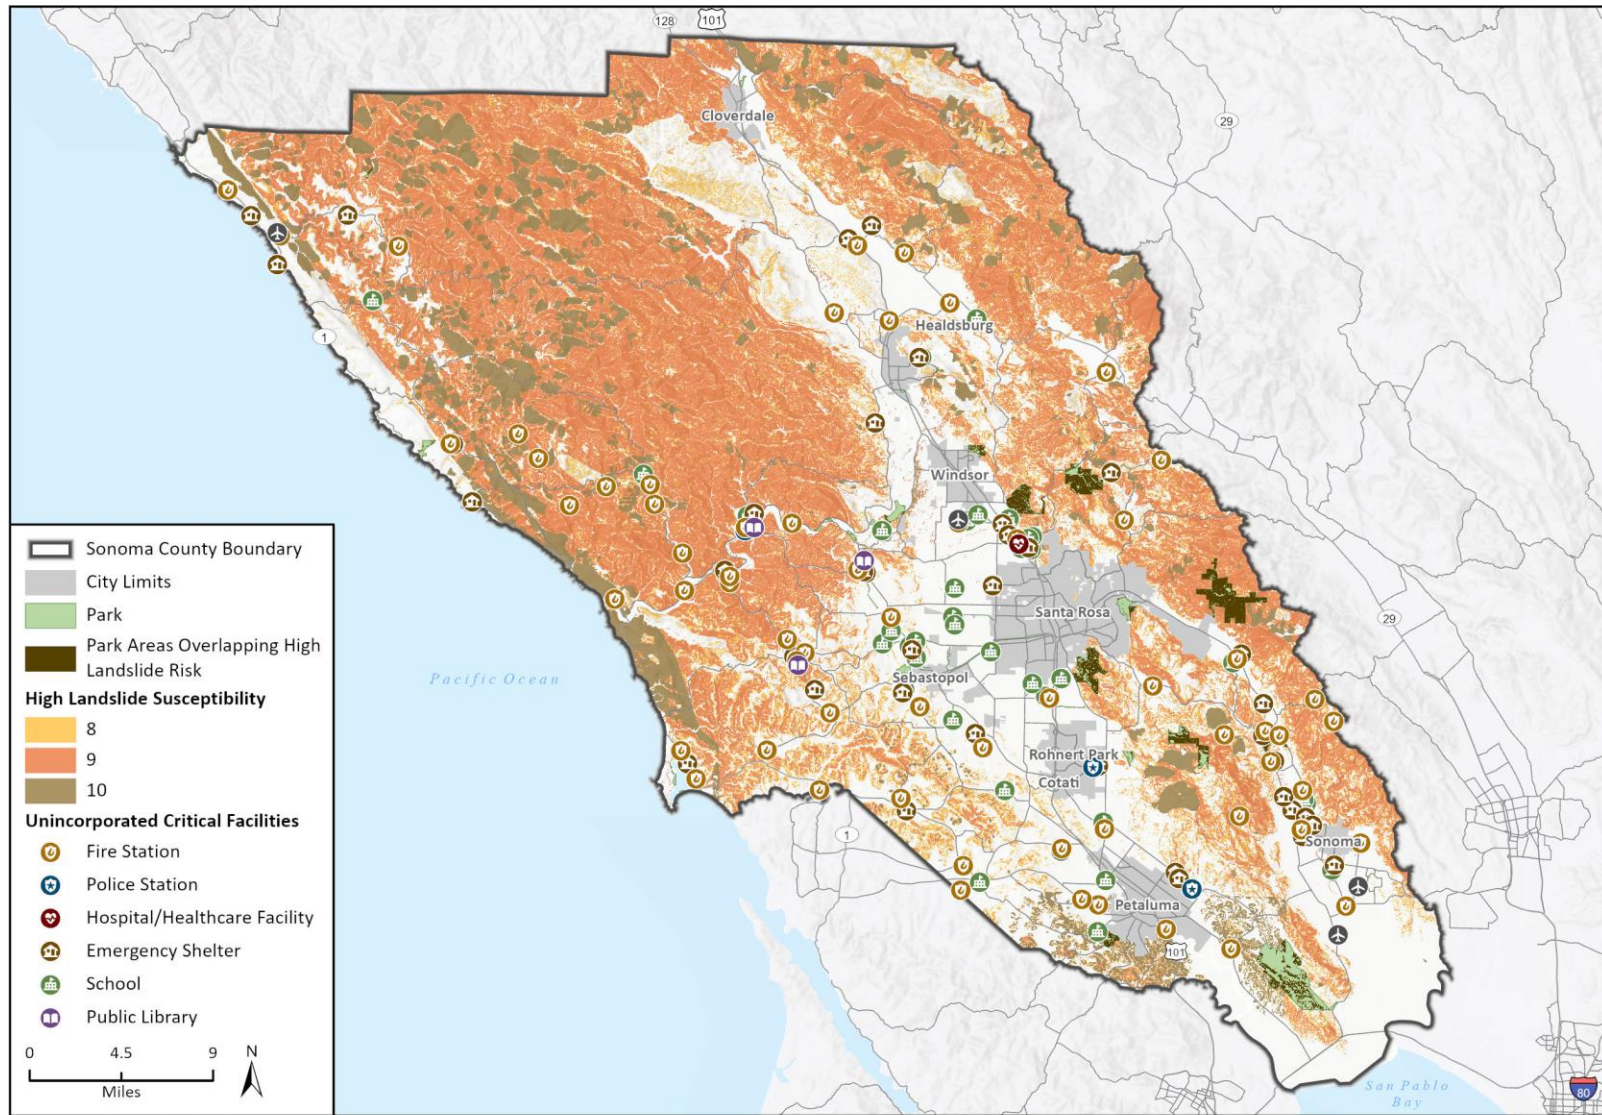 128
101
Cloverdale
29
1
Healdsburg
Windsor
Santa Rosa
29
Sebastopol
Pacific Ocean
Rohnert Park
Cotati
1
Sonoma
Petaluma
101
San Pablo
Bay
80
Sonoma County Boundary
City Limits
Park
Park Areas Overlapping High
Landslide Risk
High Landslide Susceptibility
8
9
10
Unincorporated Critical Facilities
Fire Station
Police Station
Hospital/Healthcare Facility
Emergency Shelter
School
Public Library
0 4.5 9
Miles
N